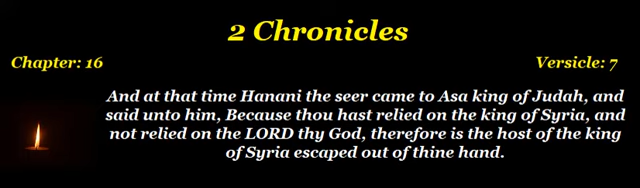 2 Chronicles
Chapter: 16 Versicle: 7
And at that time Hanani the seer came to Asa king of Judah, and
said unto him, Because thou hast relied on the king of Syria, and
not relied on the LORD thy God, therefore is the host of the king
of Syria escaped out of thine hand.